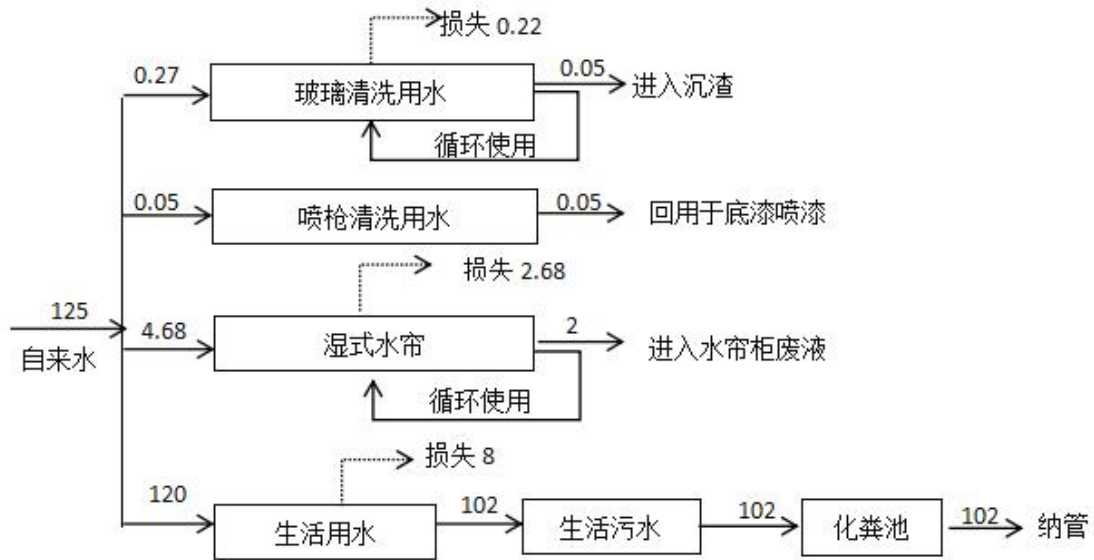 损失 0.22
0.27
玻璃清洗用水
0.05
进入沉渣
循环使用
0.05
喷枪清洗用水
0.05
回用于底漆喷漆
损失 2.68
125
自来水
4.68
湿式水帘
2
进入水帘柜废液
循环使用
损失 8
120
生活用水
102
生活污水
102
化粪池
102
纳管